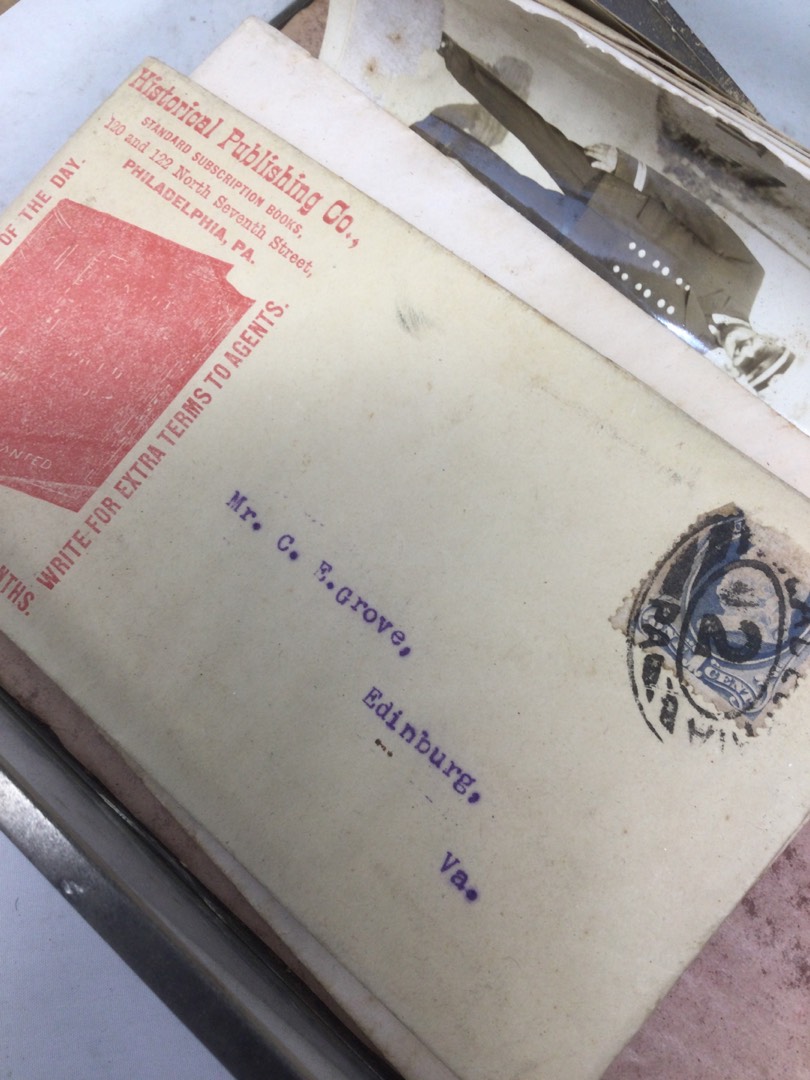 Historical Publishing Co.,
STANDARD SUBSCRIPTION BOOKS,
120 and 122 North Seventh Street,
PHILADELPHIA, PA.
OF THE DAY.
WRITE FOR EXTRA TERMS TO AGENTS.
Mr. C. E.Grove,
Edinburg,
Va.
2